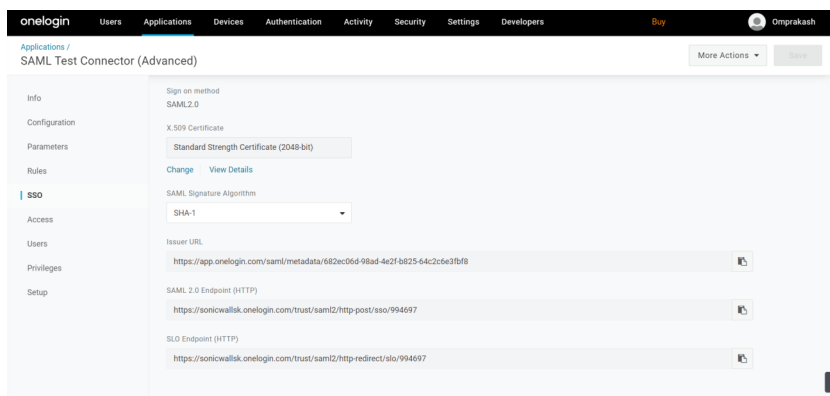 onelogin Users Applications Devices Authentication Activity Security Settings Developers Buy Omprakash
Applications /
SAML Test Connector (Advanced)
More Actions
Save
Info
Configuration
Parameters
Rules
SSO
Access
Users
Privileges
Setup
Sign on method
SAML2.0
X.509 Certificate
Standard Strength Certificate (2048-bit)
Change View Details
SAML Signature Algorithm
SHA-1
Issuer URL
https://app.onelogin.com/saml/metadata/682ec06d-98ad-4e2f-b825-64c2c6e3fbf8
SAML 2.0 Endpoint (HTTP)
https://sonicwallsk.onelogin.com/trust/saml2/http-post/sso/994697
SLO Endpoint (HTTP)
https://sonicwallsk.onelogin.com/trust/saml2/http-redirect/slo/994697